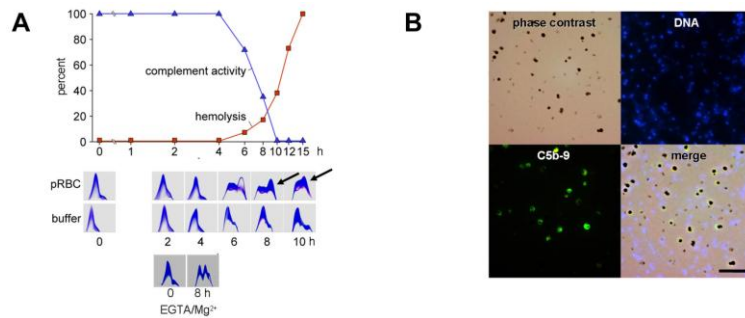 A
100
80
60
40
20
0
percent
complement activity
hemolysis
0 1 2 4 6 8 10 12 15 h
pRBC
buffer
0 2 4 6 8 10 h
0 8 h
EGTA/Mg²⁺
B
phase contrast
DNA
C5b-9
merge